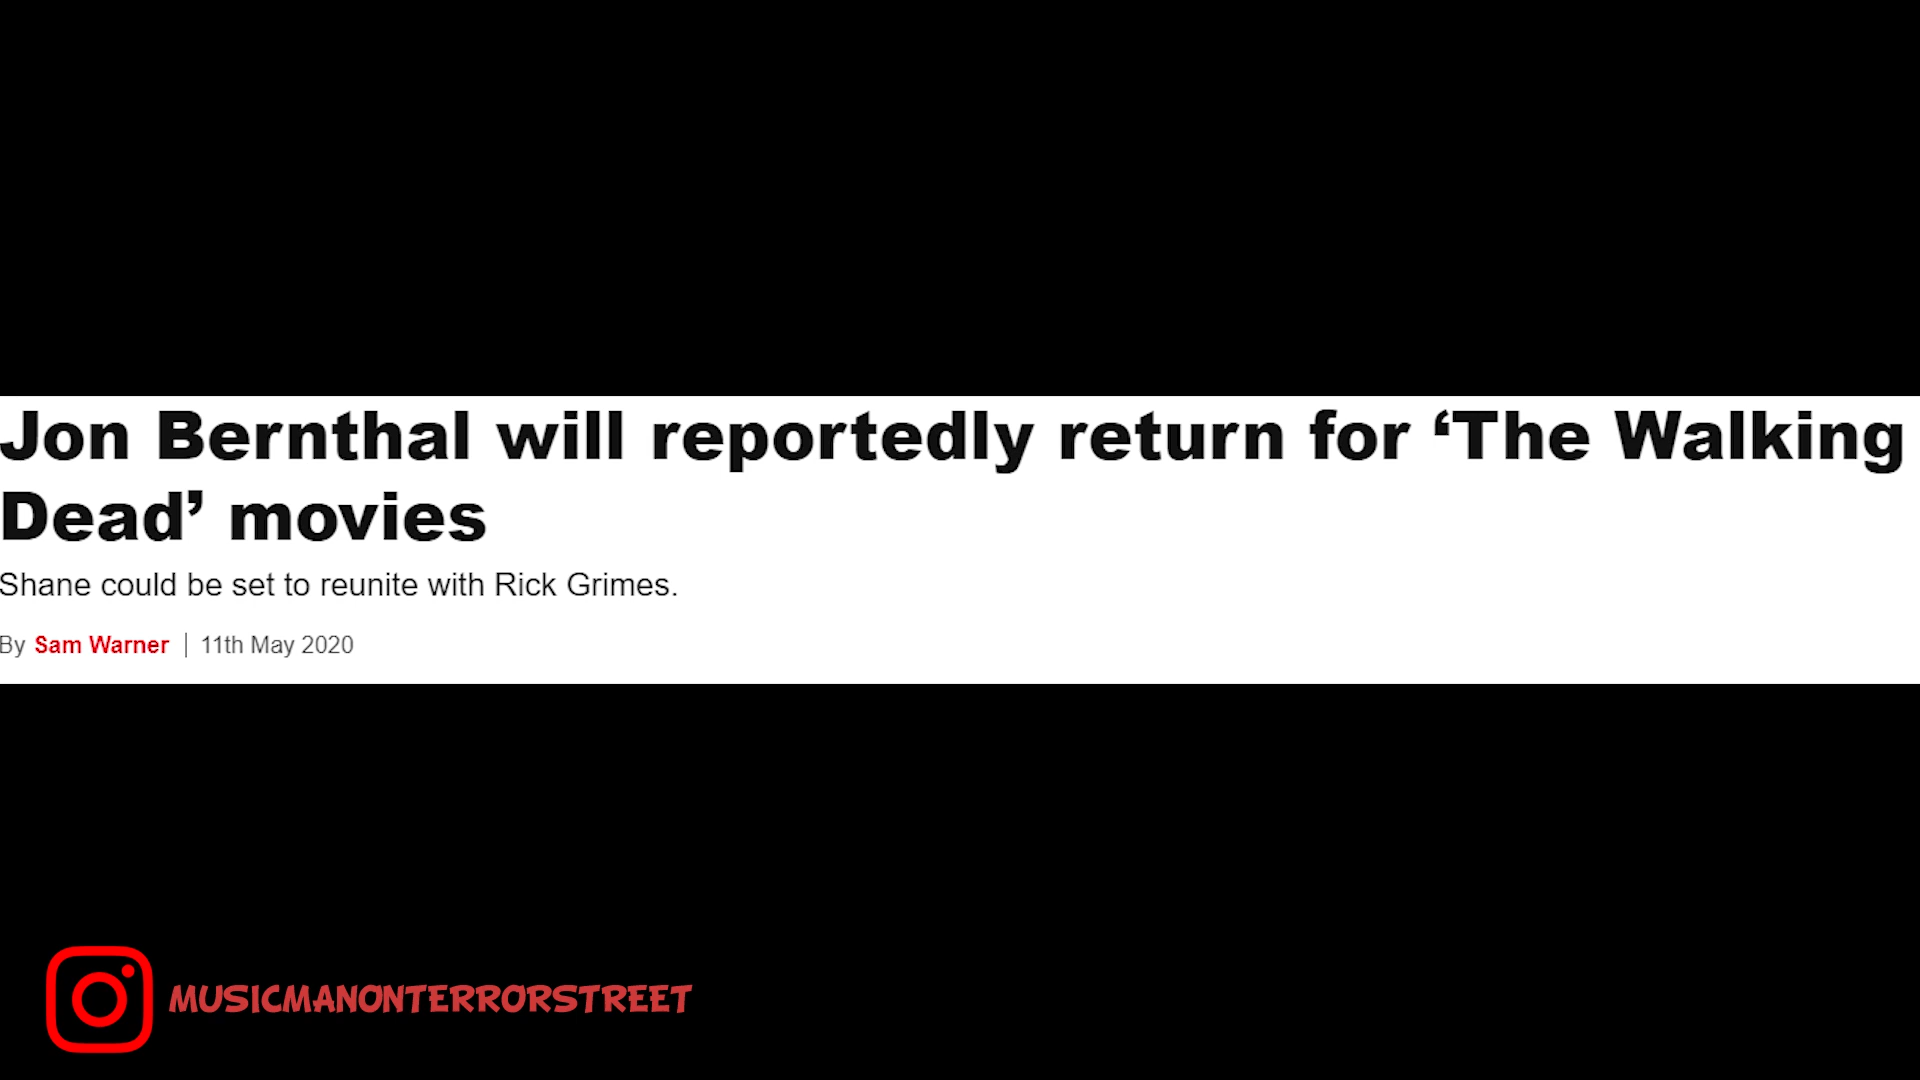 Jon Bernthal will reportedly return for ‘The Walking
Dead’ movies
Shane could be set to reunite with Rick Grimes.
By Sam Warner | 11th May 2020
MUSICMANONTERRORSTREET